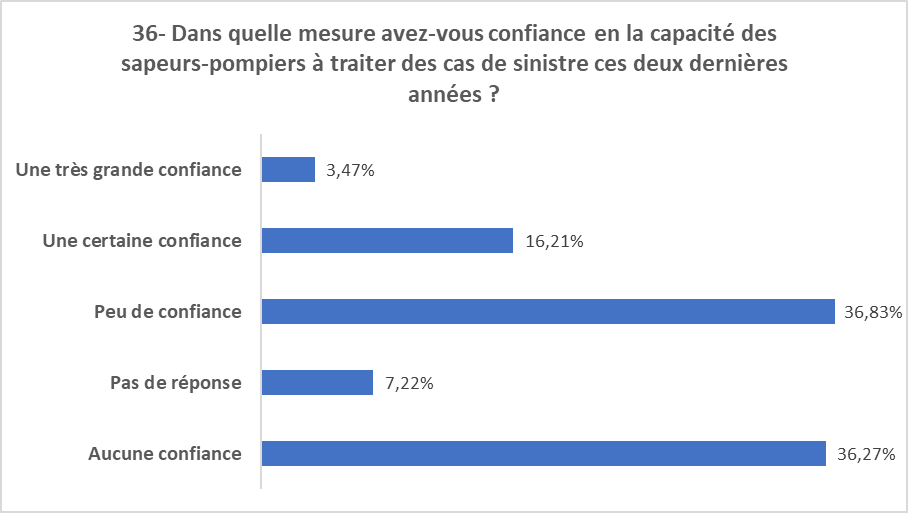 36- Dans quelle mesure avez-vous confiance en la capacité des
sapeurs-pompiers à traiter des cas de sinistre ces deux dernières
années ?
Une très grande confiance 3,47%
Une certaine confiance 16,21%
Peu de confiance 36,83%
Pas de réponse 7,22%
Aucune confiance 36,27%